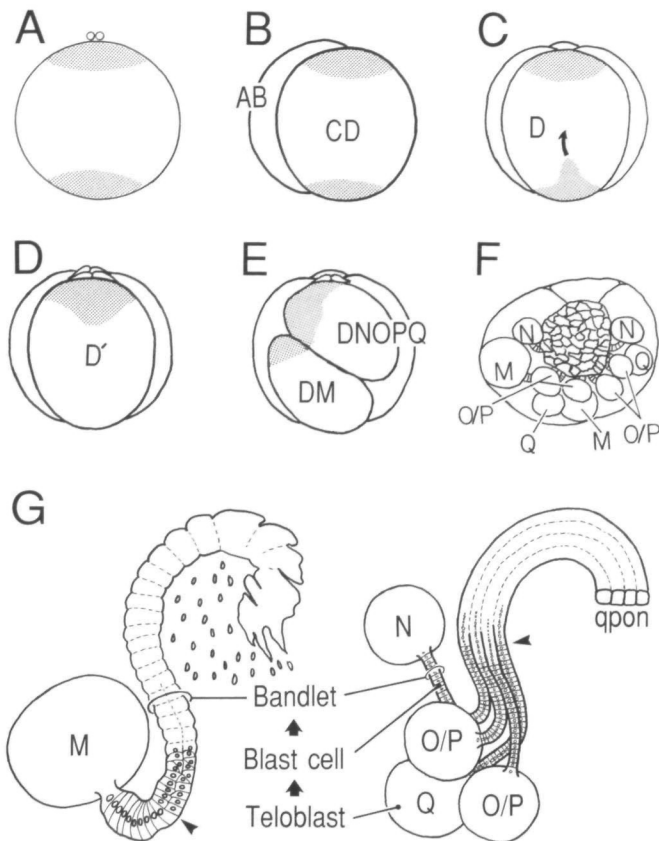 A
B
AB
CD
C
D
D
D′
E
DNOPQ
DM
F
N
N
M
Q
O/P
Q
M
O/P
G
M
Bandlet
Blast cell
Teloblast
N
O/P
Q
O/P
qpon